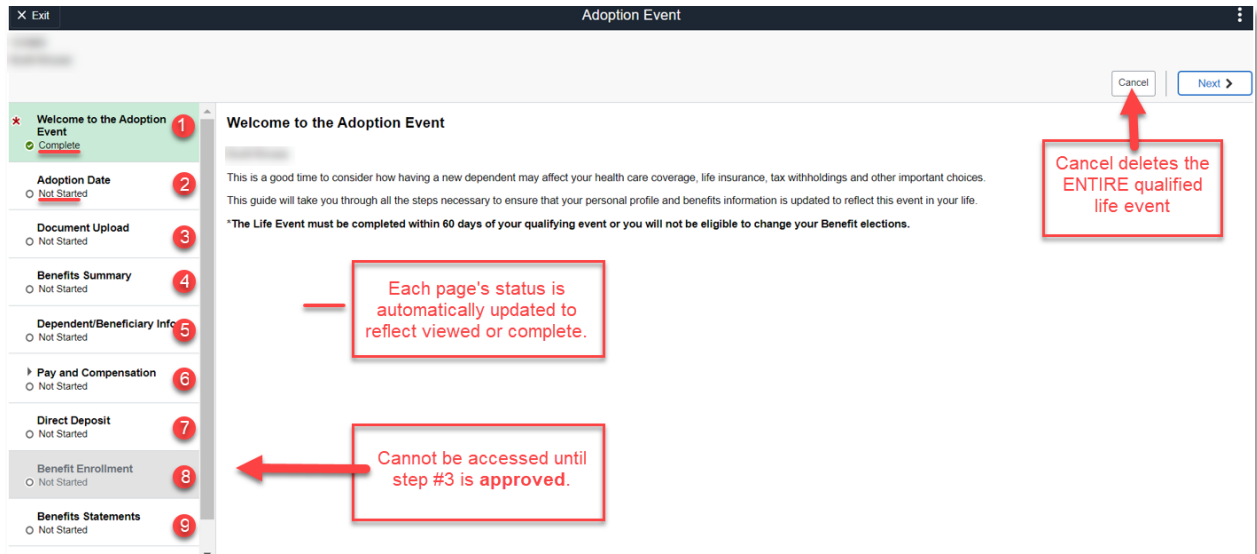 Exit
Adoption Event
Cancel
Next
Welcome to the Adoption
Event
Complete
1
Adoption Date
Not Started
2
Document Upload
Not Started
3
Benefits Summary
Not Started
4
Dependent/Beneficiary Info
Not Started
5
Pay and Compensation
Not Started
6
Direct Deposit
Not Started
7
Benefit Enrollment
Not Started
8
Benefits Statements
Not Started
9
Welcome to the Adoption Event
This is a good time to consider how having a new dependent may affect your health care coverage, life insurance, tax withholdings and other important choices.
This guide will take you through all the steps necessary to ensure that your personal profile and benefits information is updated to reflect this event in your life.
*The Life Event must be completed within 60 days of your qualifying event or you will not be eligible to change your Benefit elections.
Cancel deletes the
ENTIRE qualified
life event
Each page's status is
automatically updated to
reflect viewed or complete.
Cannot be accessed until
step #3 is approved.